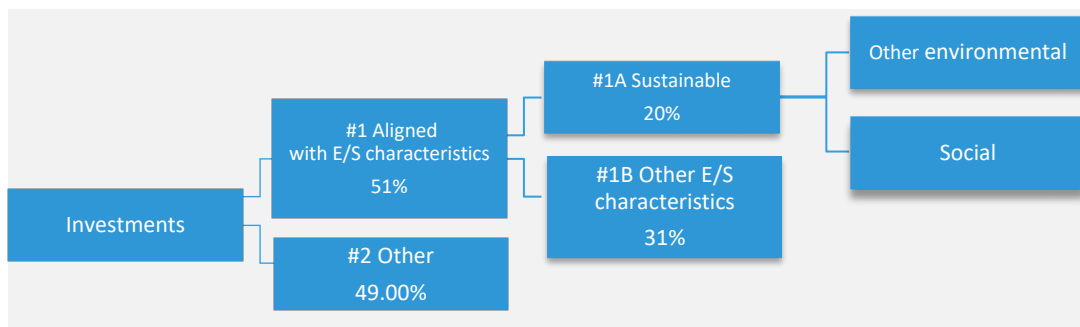 Investments
#1 Aligned
with E/S characteristics
51%
#2 Other
49.00%
#1A Sustainable
20%
#1B Other E/S
characteristics
31%
Other environmental
Social